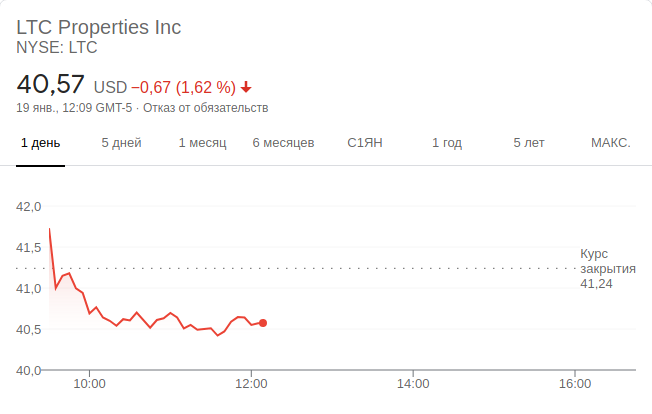 LTC Properties Inc
NYSE: LTC
40,57 USD −0,67 (1,62 %)
19 янв., 12:09 GMT-5 · Отказ от обязательств
1 день 5 дней 1 месяц 6 месяцев С1ЯН 1 год 5 лет МАКС.
42,0
41,5
Курс
закрытия
41,24
41,0
40,5
40,0
10:00 12:00 14:00 16:00